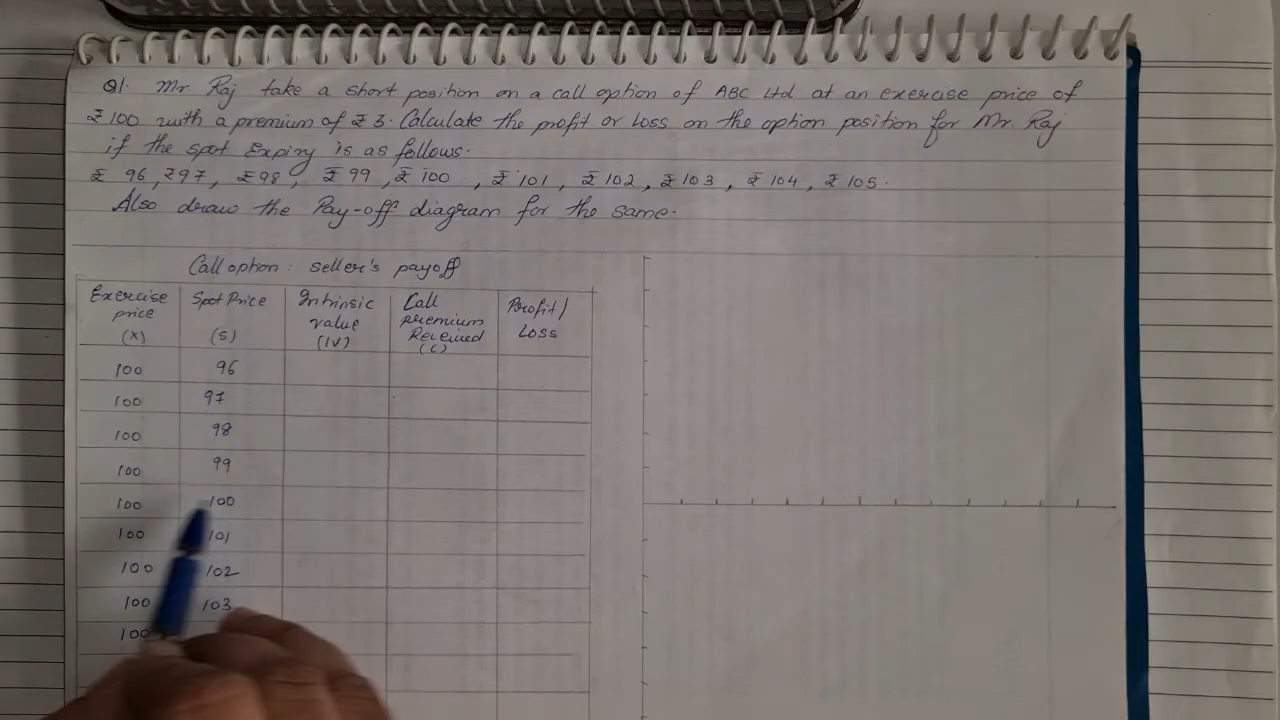 Q1. Mr. Raj take a short position on a call option of ABC Ltd at an exercise price of
₹ 100 with a premium of ₹ 3. Calculate the profit or Loss on the option position for Mr. Raj
if the spot Expiry is as follows.
₹ 96, ₹97, ₹98, ₹ 99, ₹ 100, ₹ 101, ₹ 102, ₹ 103, ₹ 104, ₹ 105.
Also draw the Pay-off diagram for the same.
Call option : seller's payoff
Exercise price (X) Spot Price (S) Intrinsic value (IV) Call premium Received (C) Profit/ Loss
100 96
100 97
100 98
100 99
100 100
100 101
100 102
100 103
100